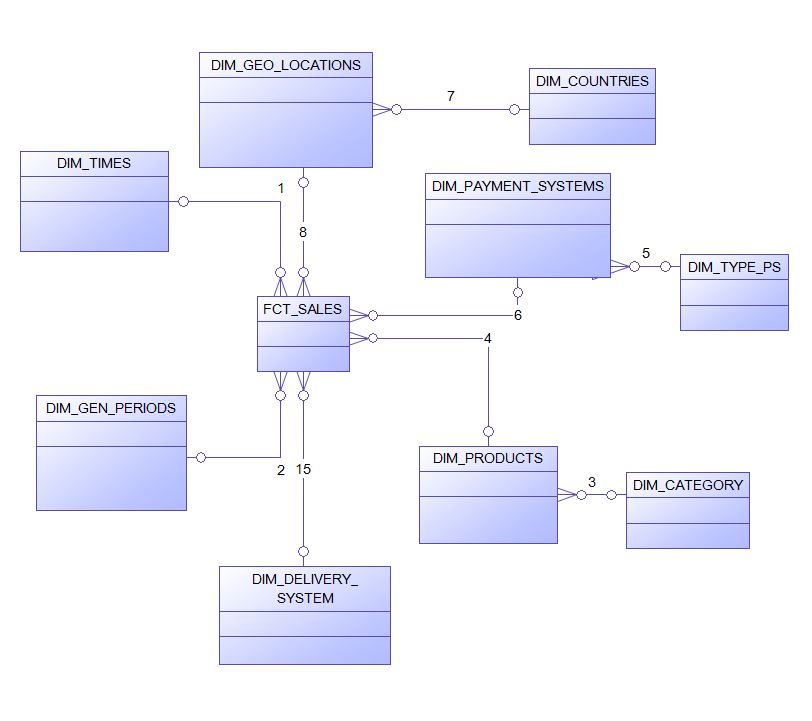 DIM_GEO_LOCATIONS
DIM_COUNTRIES
7
DIM_TIMES
1
DIM_PAYMENT_SYSTEMS
8
5
DIM_TYPE_PS
FCT_SALES
6
4
DIM_GEN_PERIODS
DIM_PRODUCTS
2
15
3
DIM_CATEGORY
DIM_DELIVERY_
SYSTEM